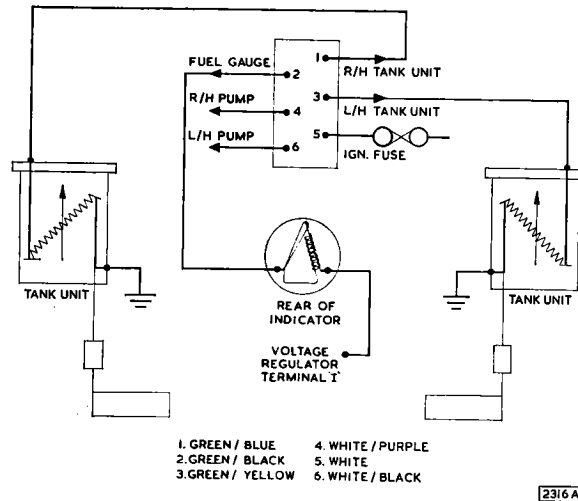 FUEL GAUGE
1
R/H TANK UNIT
2
R/H PUMP
3
L/H TANK UNIT
4
L/H PUMP
5
IGN. FUSE
6
TANK UNIT
TANK UNIT
REAR OF
INDICATOR
VOLTAGE
REGULATOR
TERMINAL 'I'
1. GREEN / BLUE
2. GREEN / BLACK
3. GREEN / YELLOW
4. WHITE / PURPLE
5. WHITE
6. WHITE / BLACK
2316A